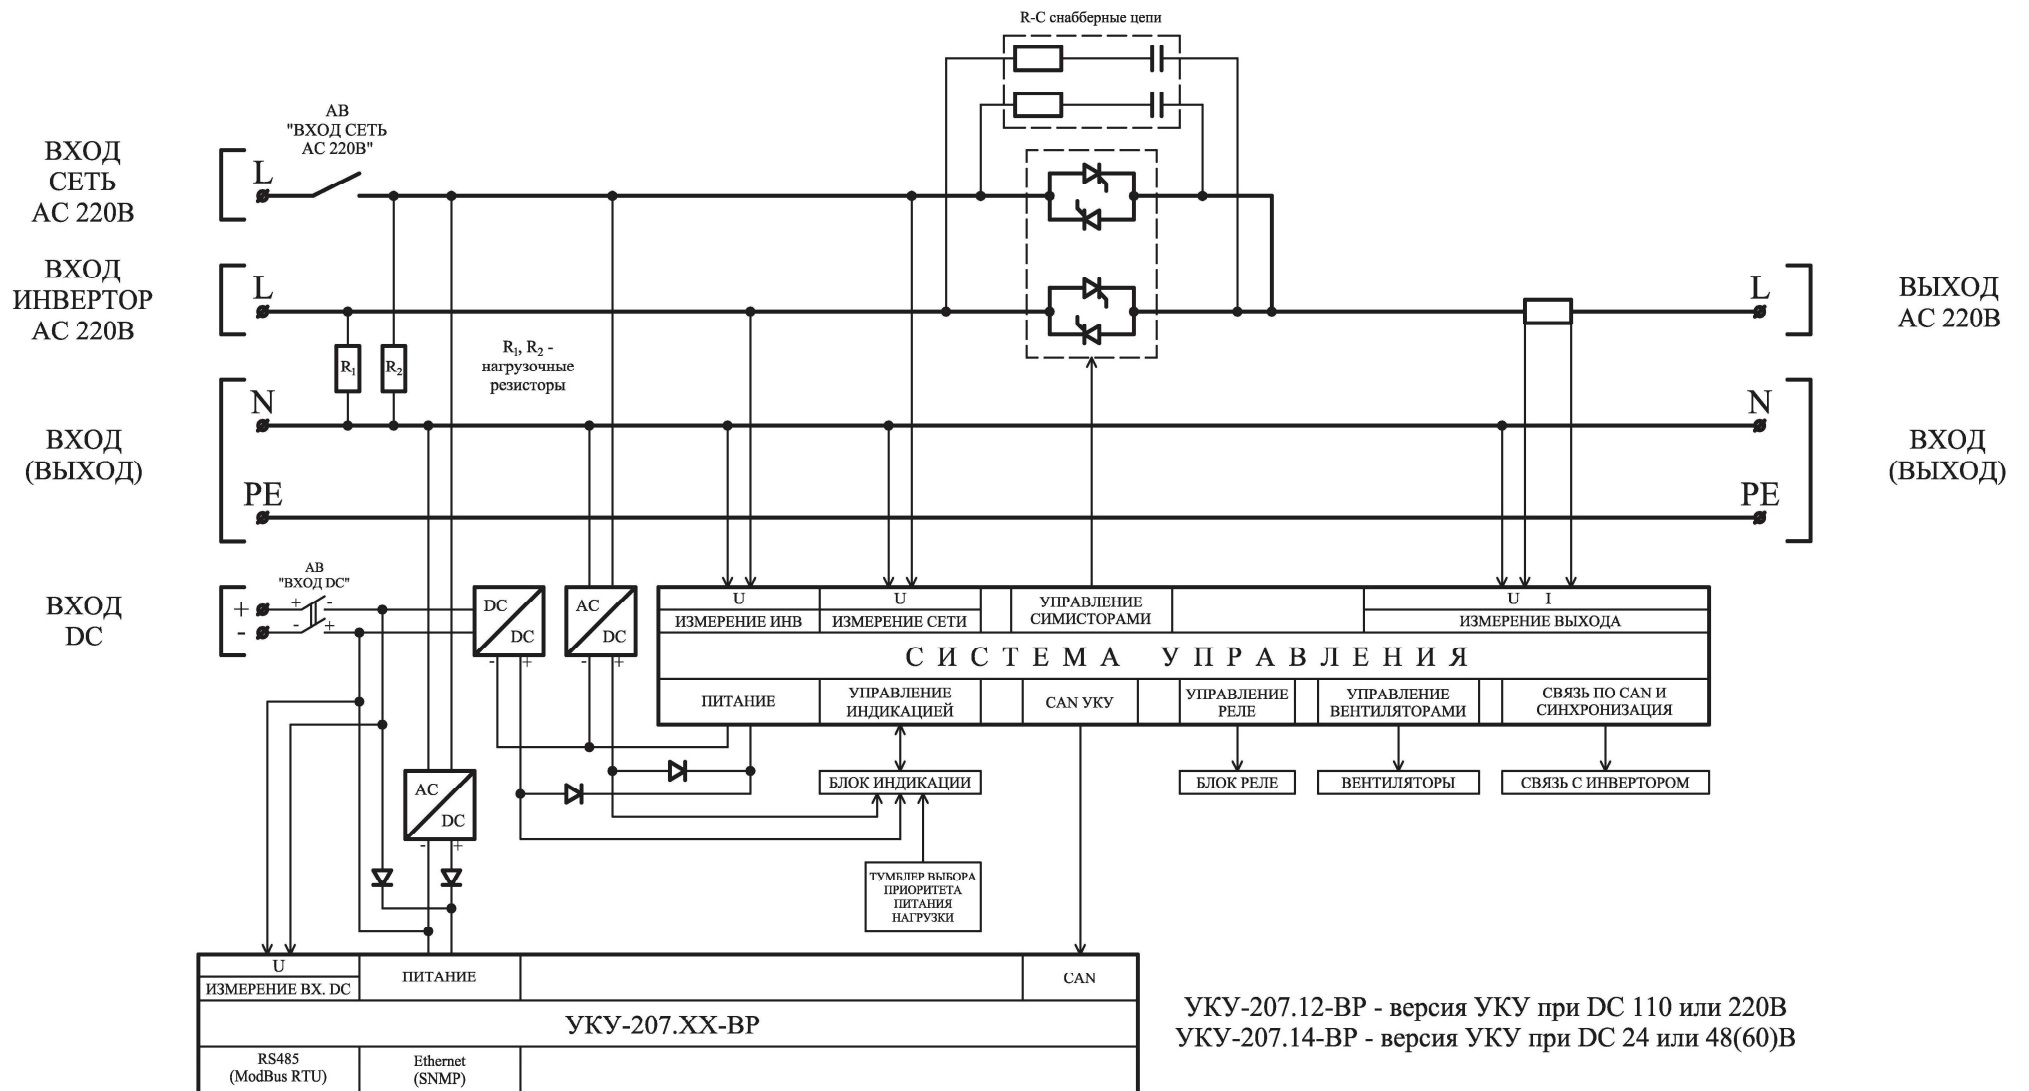 R-C снабберные цепи
АВ
"ВХОД СЕТЬ
АС 220В"
ВХОД
СЕТЬ
АС 220В
L
ВХОД
ИНВЕРТОР
АС 220В
L
L
ВЫХОД
АС 220В
R₁, R₂ -
нагрузочные
резисторы
R₁
R₂
N
N
ВХОД
(ВЫХОД)
ВХОД
(ВЫХОД)
PE
PE
АВ
"ВХОД DC"
ВХОД
DC
+
-
+ -
- +
DC
DC
- +
AC
DC
- +
U
ИЗМЕРЕНИЕ ИНВ
U
ИЗМЕРЕНИЕ СЕТИ
УПРАВЛЕНИЕ
СИМИСТОРАМИ
U I
ИЗМЕРЕНИЕ ВЫХОДА
СИСТЕМА УПРАВЛЕНИЯ
ПИТАНИЕ
УПРАВЛЕНИЕ
ИНДИКАЦИЕЙ
CAN УКУ
УПРАВЛЕНИЕ
РЕЛЕ
УПРАВЛЕНИЕ
ВЕНТИЛЯТОРАМИ
СВЯЗЬ ПО CAN И
СИНХРОНИЗАЦИЯ
БЛОК ИНДИКАЦИИ
БЛОК РЕЛЕ
ВЕНТИЛЯТОРЫ
СВЯЗЬ С ИНВЕРТОРОМ
AC
DC
- +
ТУМБЛЕР ВЫБОРА
ПРИОРИТЕТА
ПИТАНИЯ
НАГРУЗКИ
U
ИЗМЕРЕНИЕ ВХ. DC
ПИТАНИЕ
CAN
УКУ-207.ХХ-ВР
RS485
(ModBus RTU)
Ethernet
(SNMP)
УКУ-207.12-ВР - версия УКУ при DC 110 или 220В
УКУ-207.14-ВР - версия УКУ при DC 24 или 48(60)В